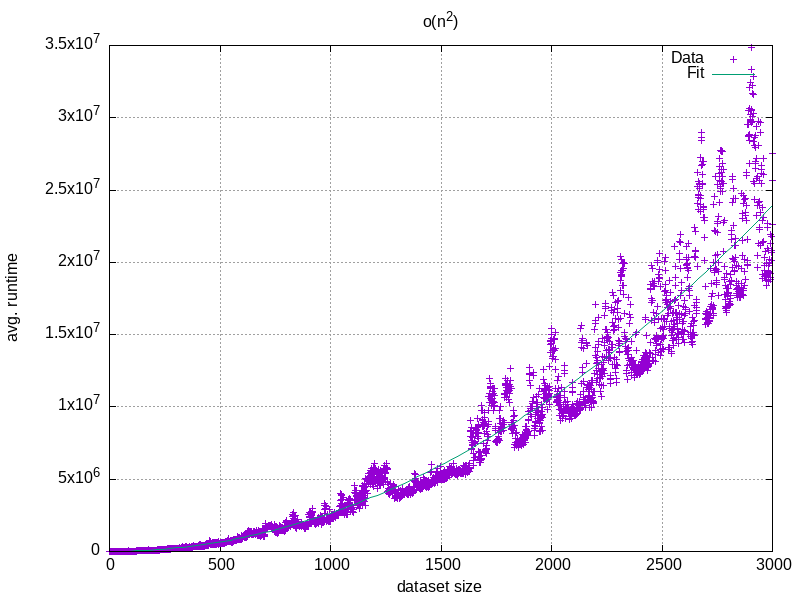 o(n²)
3.5x10⁷
3x10⁷
2.5x10⁷
2x10⁷
1.5x10⁷
1x10⁷
5x10⁶
0
avg. runtime
Data
Fit
0 500 1000 1500 2000 2500 3000
dataset size